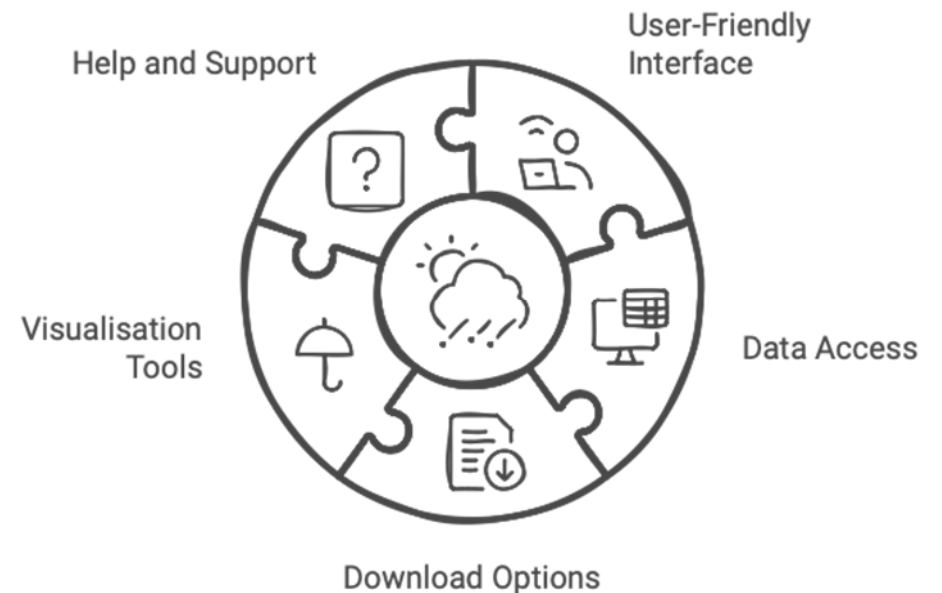 User-Friendly
Interface
Help and Support
?
Visualisation
Tools
Data Access
Download Options